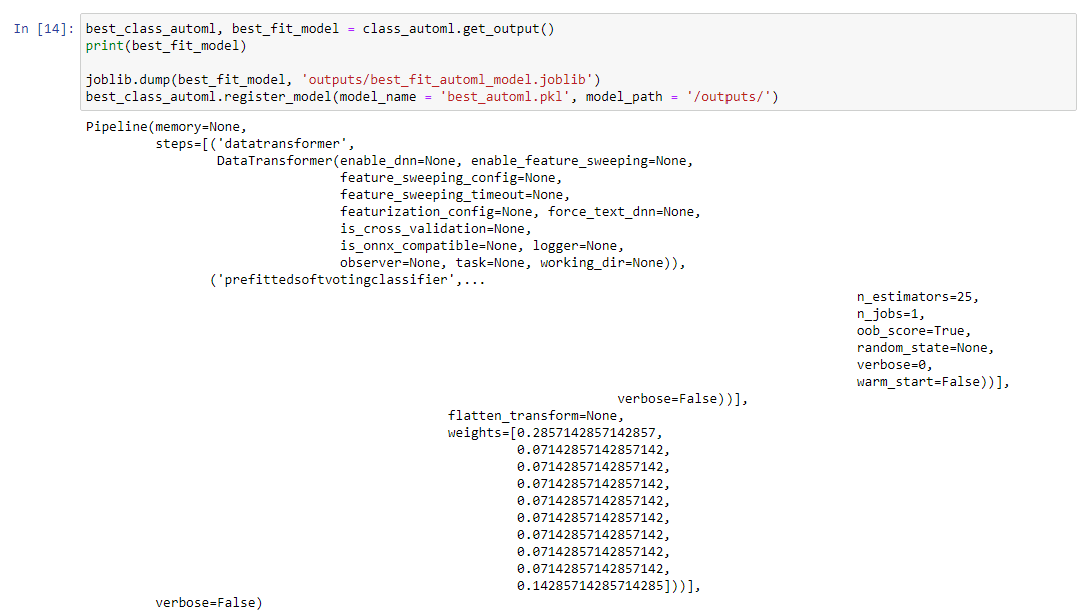 In [14]: best_class_automl, best_fit_model = class_automl.get_output()
print(best_fit_model)
joblib.dump(best_fit_model, 'outputs/best_fit_automl_model.joblib')
best_class_automl.register_model(model_name = 'best_automl.pkl', model_path = '/outputs/')
Pipeline(memory=None,
steps=[('datatransformer',
DataTransformer(enable_dnn=None, enable_feature_sweeping=None,
feature_sweeping_config=None,
feature_sweeping_timeout=None,
featurization_config=None, force_text_dnn=None,
is_cross_validation=None,
is_onnx_compatible=None, logger=None,
observer=None, task=None, working_dir=None)),
('prefittedsoftvotingclassifier',...
n_estimators=25,
n_jobs=1,
oob_score=True,
random_state=None,
verbose=0,
warm_start=False))],
verbose=False))],
flatten_transform=None,
weights=[0.2857142857142857,
0.07142857142857142,
0.07142857142857142,
0.07142857142857142,
0.07142857142857142,
0.07142857142857142,
0.07142857142857142,
0.07142857142857142,
0.07142857142857142,
0.14285714285714285]))],
verbose=False)